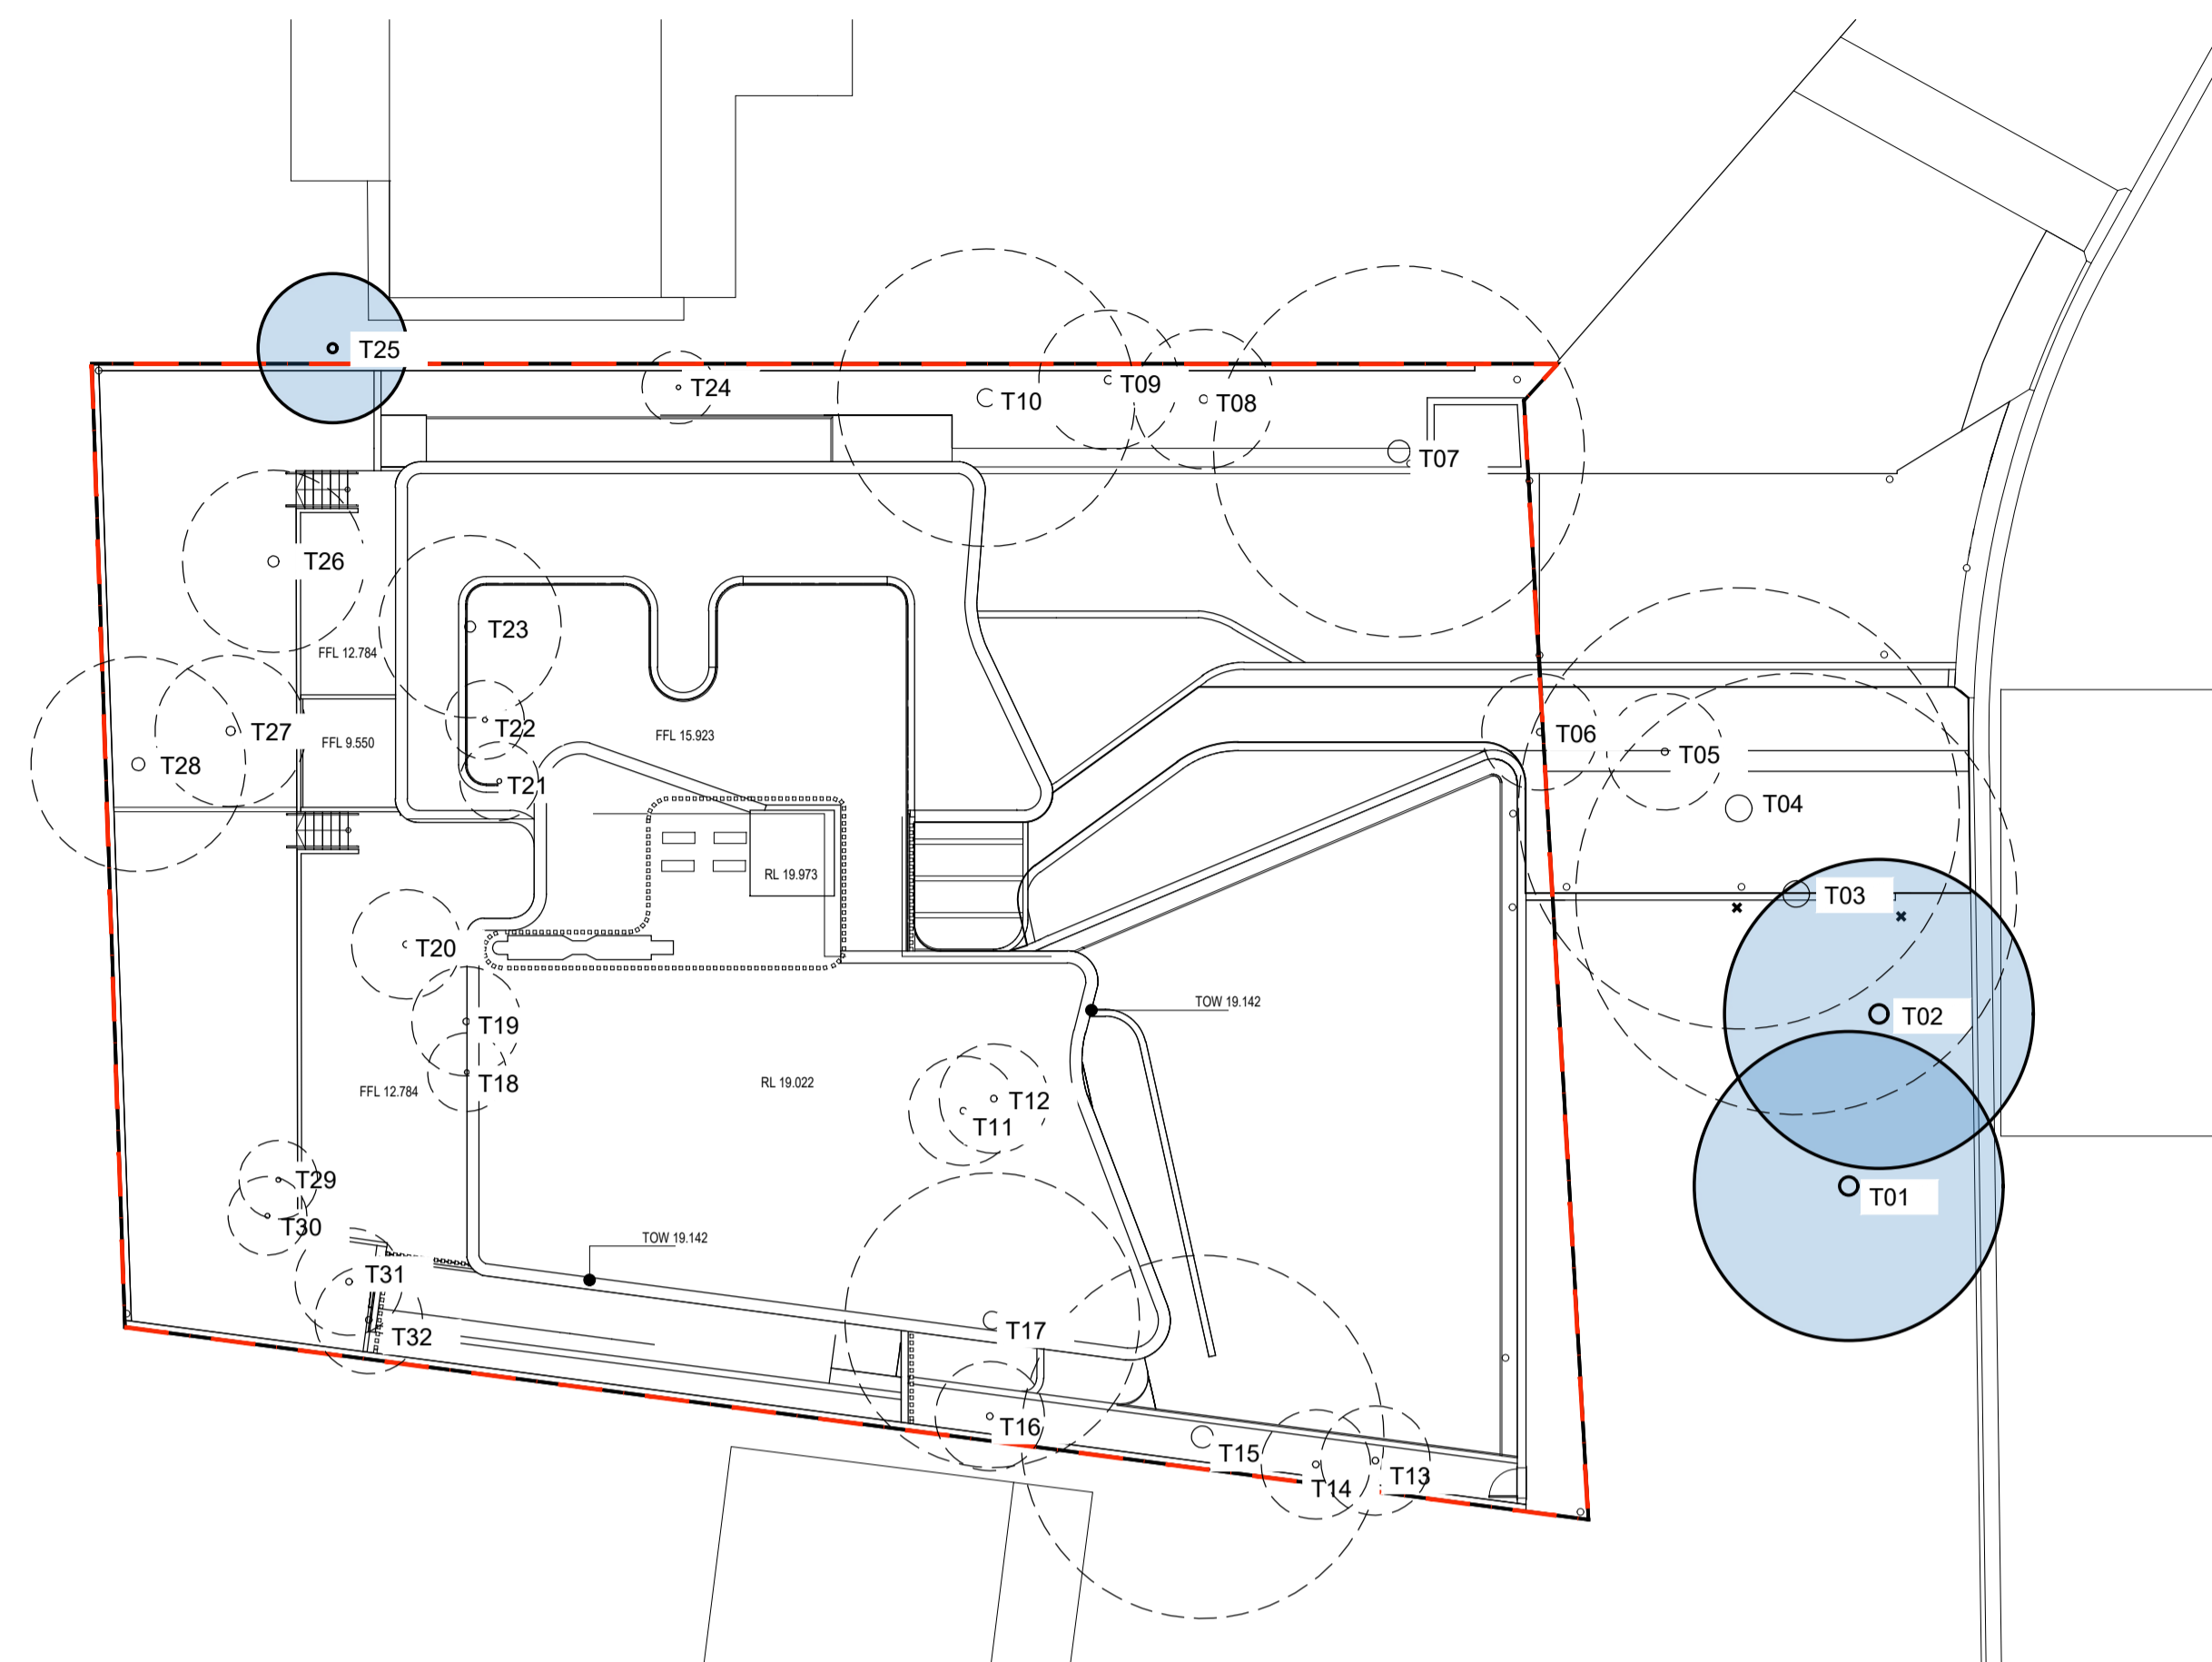 T25
T24
T10
T09
T08
T07
T26
T23
FFL 12.784
T22
T27
FFL 9.550
FFL 15.923
T06
T05
T28
T21
T04
RL 19.973
T03
T20
TOW 19.142
T02
T19
T18
FFL 12.784
RL 19.022
T12
T11
T29
T01
T30
TOW 19.142
T31
T32
T17
T16
T15
T14
T13